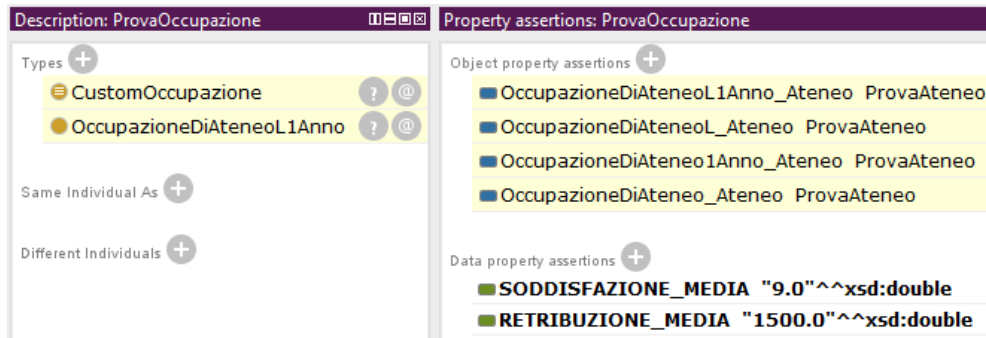 Description: ProvaOccupazione
Types
CustomOccupazione
OccupazioneDiAteneoL1Anno
Same Individual As
Different Individuals
Property assertions: ProvaOccupazione
Object property assertions
OccupazioneDiAteneoL1Anno_Ateneo ProvaAteneo
OccupazioneDiAteneoL_Ateneo ProvaAteneo
OccupazioneDiAteneo1Anno_Ateneo ProvaAteneo
OccupazioneDiAteneo_Ateneo ProvaAteneo
Data property assertions
SODDISFAZIONE_MEDIA "9.0"^^xsd:double
RETRIBUZIONE_MEDIA "1500.0"^^xsd:double